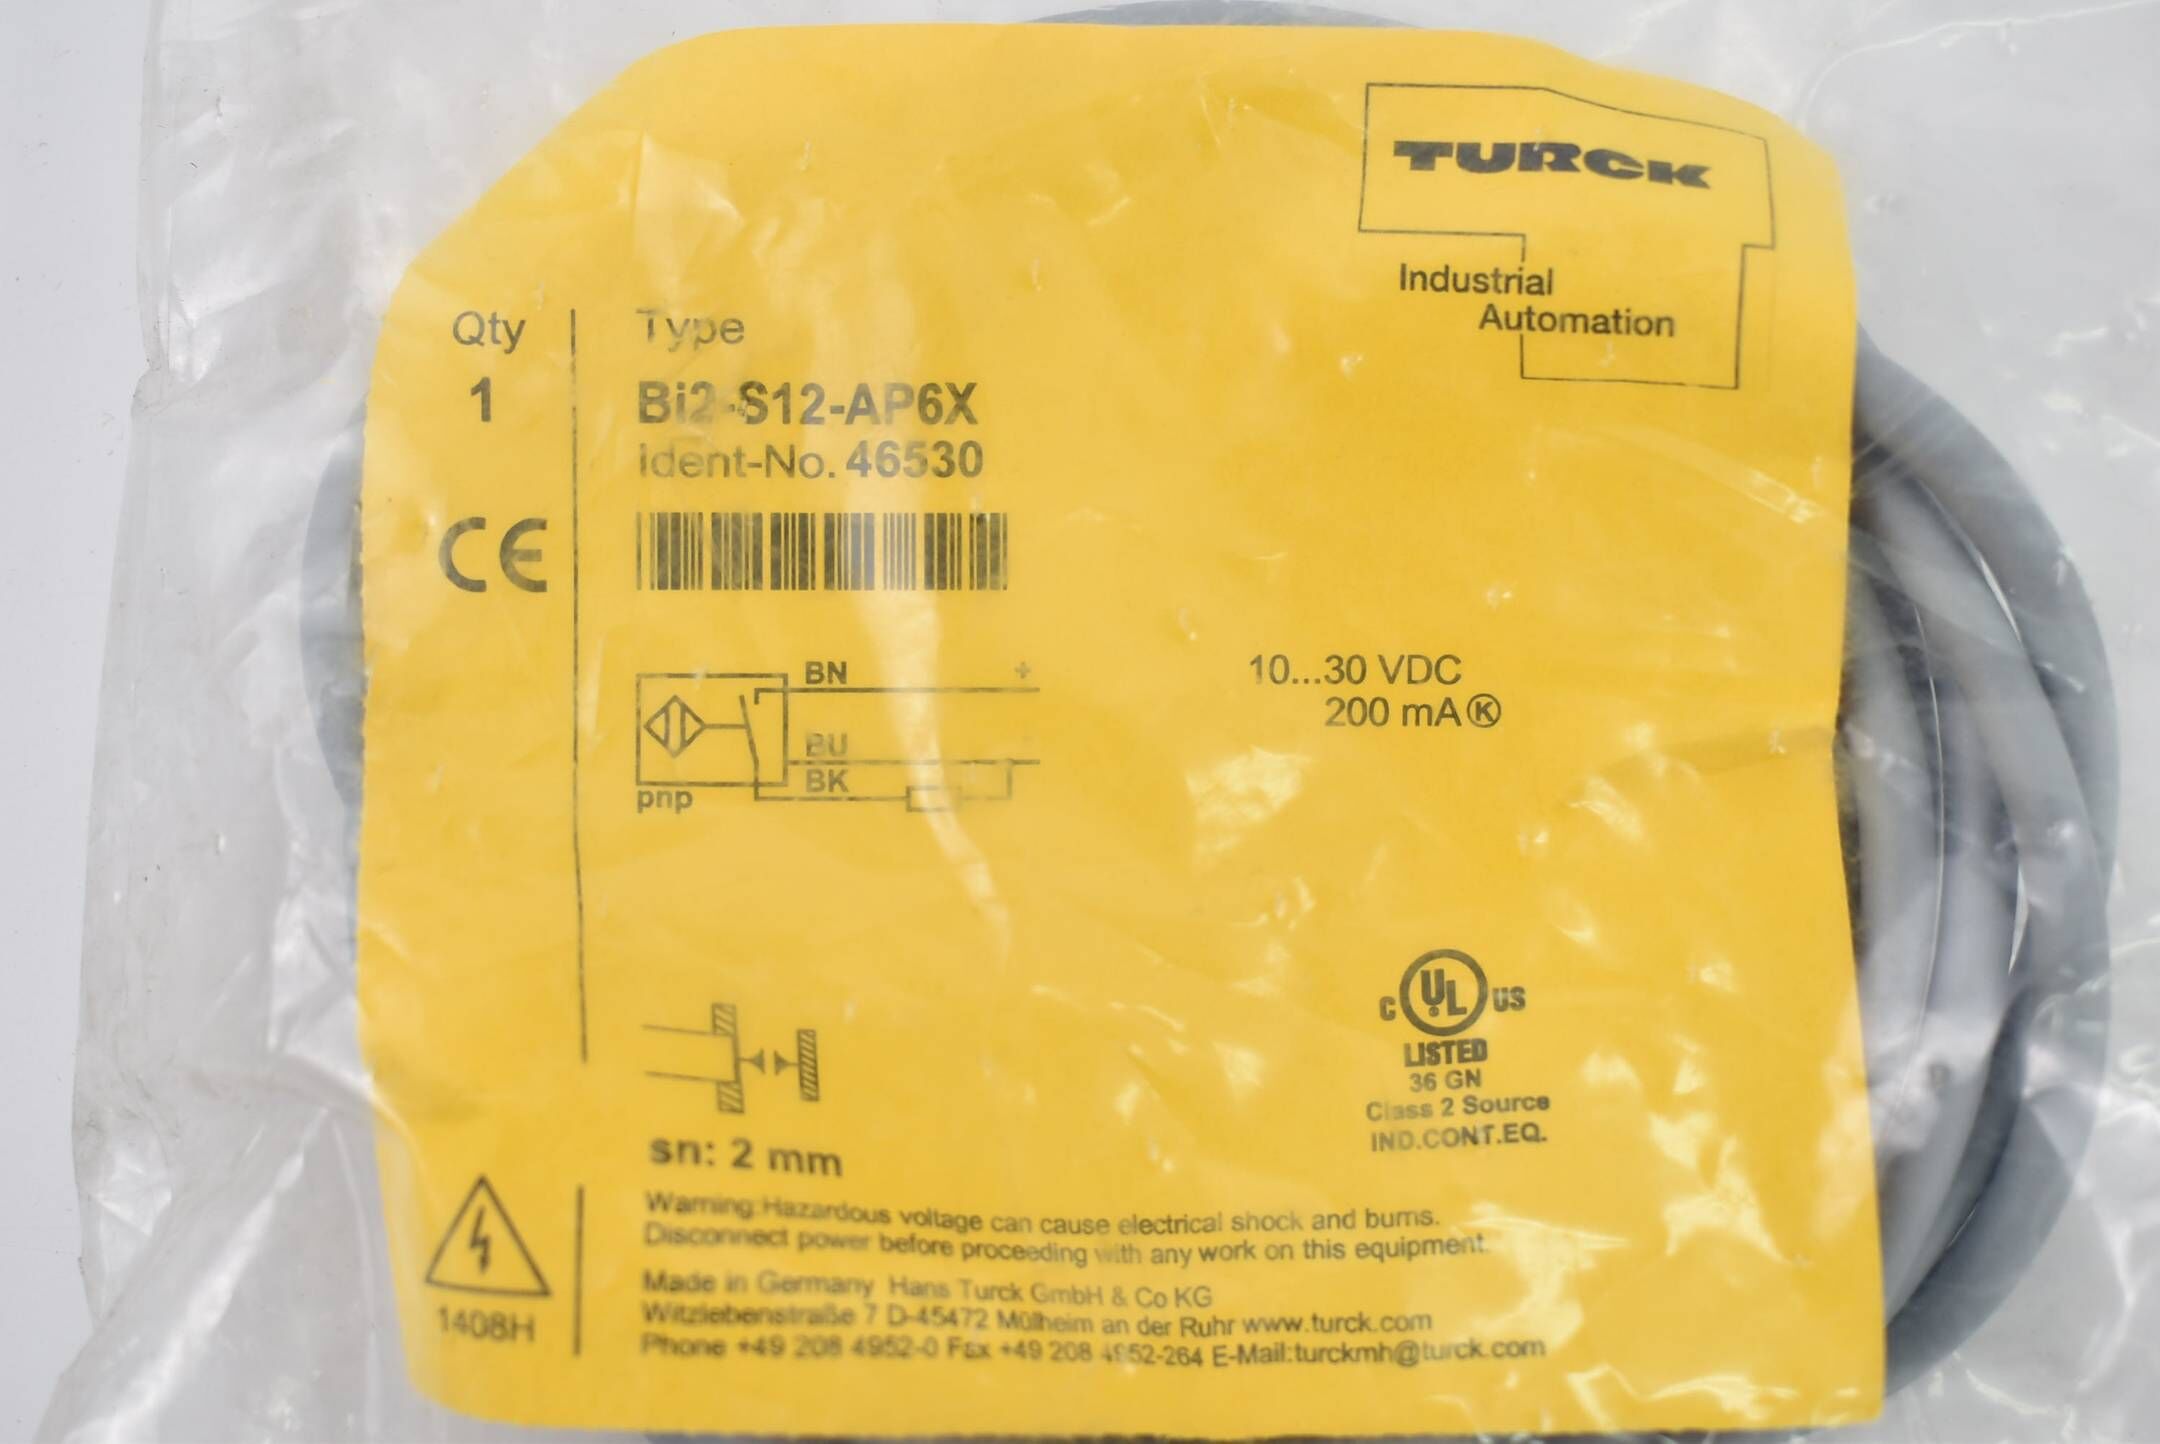 TURCK
Industrial
Automation
Qty
Type
1
Bi2-S12-AP6X
Ident-No. 46530
CE
BN +
BU -
BK
pnp
10...30 VDC
200 mA Ⓚ
C UL US
LISTED
36 GN
Class 2 Source
IND.CONT.EQ.
sn: 2 mm
Warning:Hazardous voltage can cause electrical shock and burns.
Disconnect power before proceeding with any work on this equipment.
Made in Germany Hans Turck GmbH & Co KG
Witzlebenstraße 7 D-45472 Mülheim an der Ruhr www.turck.com
Phone +49 208 4952-0 Fax +49 208 4952-264 E-Mail:turckmh@turck.com
1408H